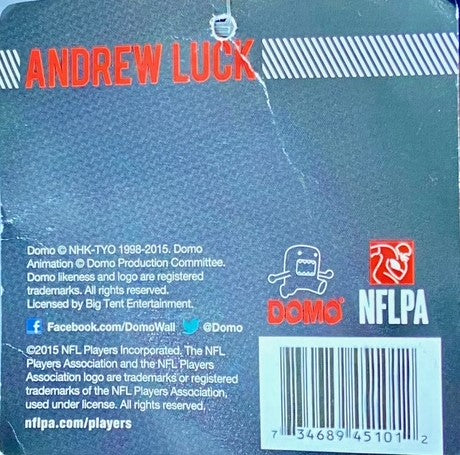 ANDREW LUCK
Domo © NHK-TYO 1998-2015. Domo
Animation © Domo Production Committee.
Domo likeness and logo are registered
trademarks. All rights reserved.
Licensed by Big Tent Entertainment.
Facebook.com/DomoWall @Domo
DOMO®
NFLPA
©2015 NFL Players Incorporated. The NFL
Players Association and the NFL Players
Association logo are trademarks or registered
trademarks of the NFL Players Association,
used under license. All rights reserved.
nflpa.com/players
7 34689 45101 2